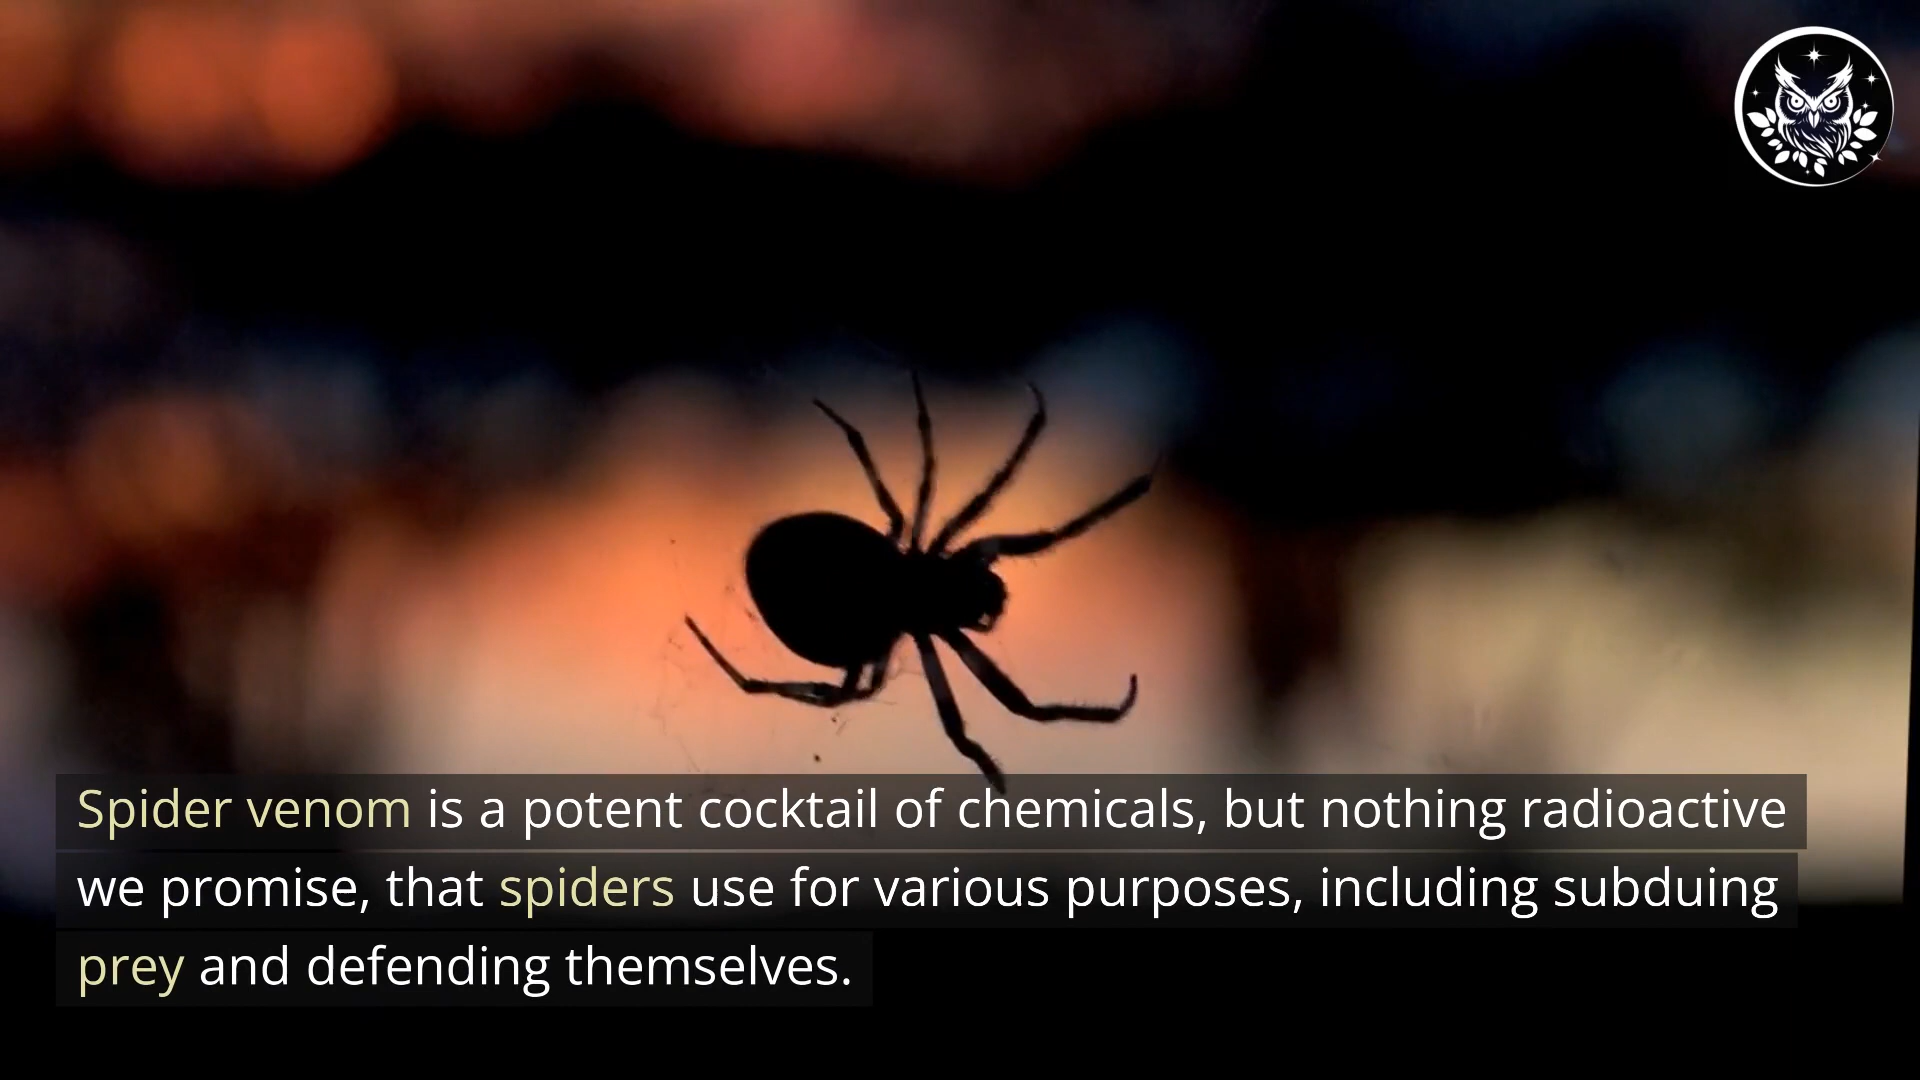 Spider venom is a potent cocktail of chemicals, but nothing radioactive
we promise, that spiders use for various purposes, including subduing
prey and defending themselves.